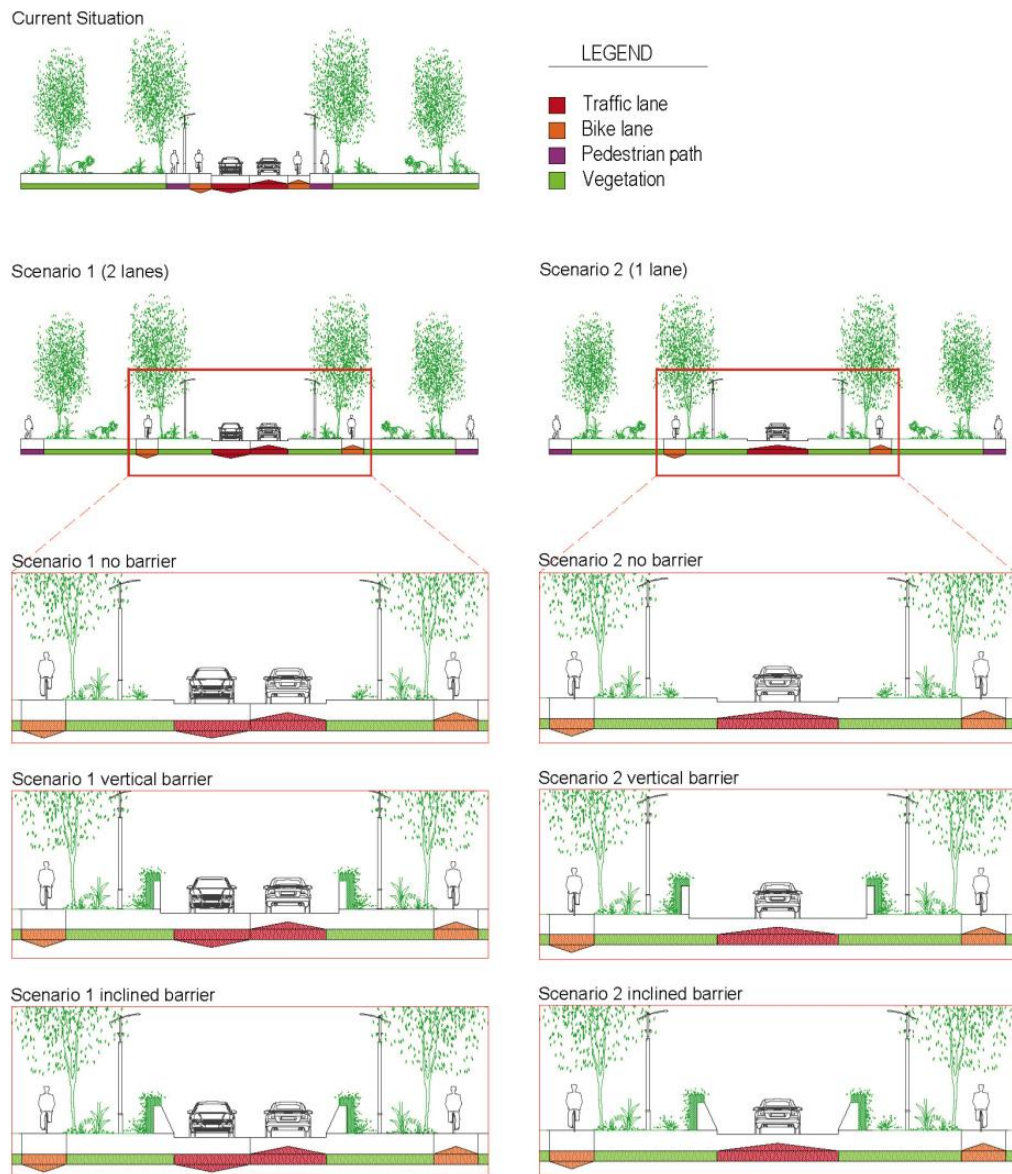 Current Situation
LEGEND
Traffic lane
Bike lane
Pedestrian path
Vegetation
Scenario 1 (2 lanes)
Scenario 2 (1 lane)
Scenario 1 no barrier
Scenario 2 no barrier
Scenario 1 vertical barrier
Scenario 2 vertical barrier
Scenario 1 inclined barrier
Scenario 2 inclined barrier